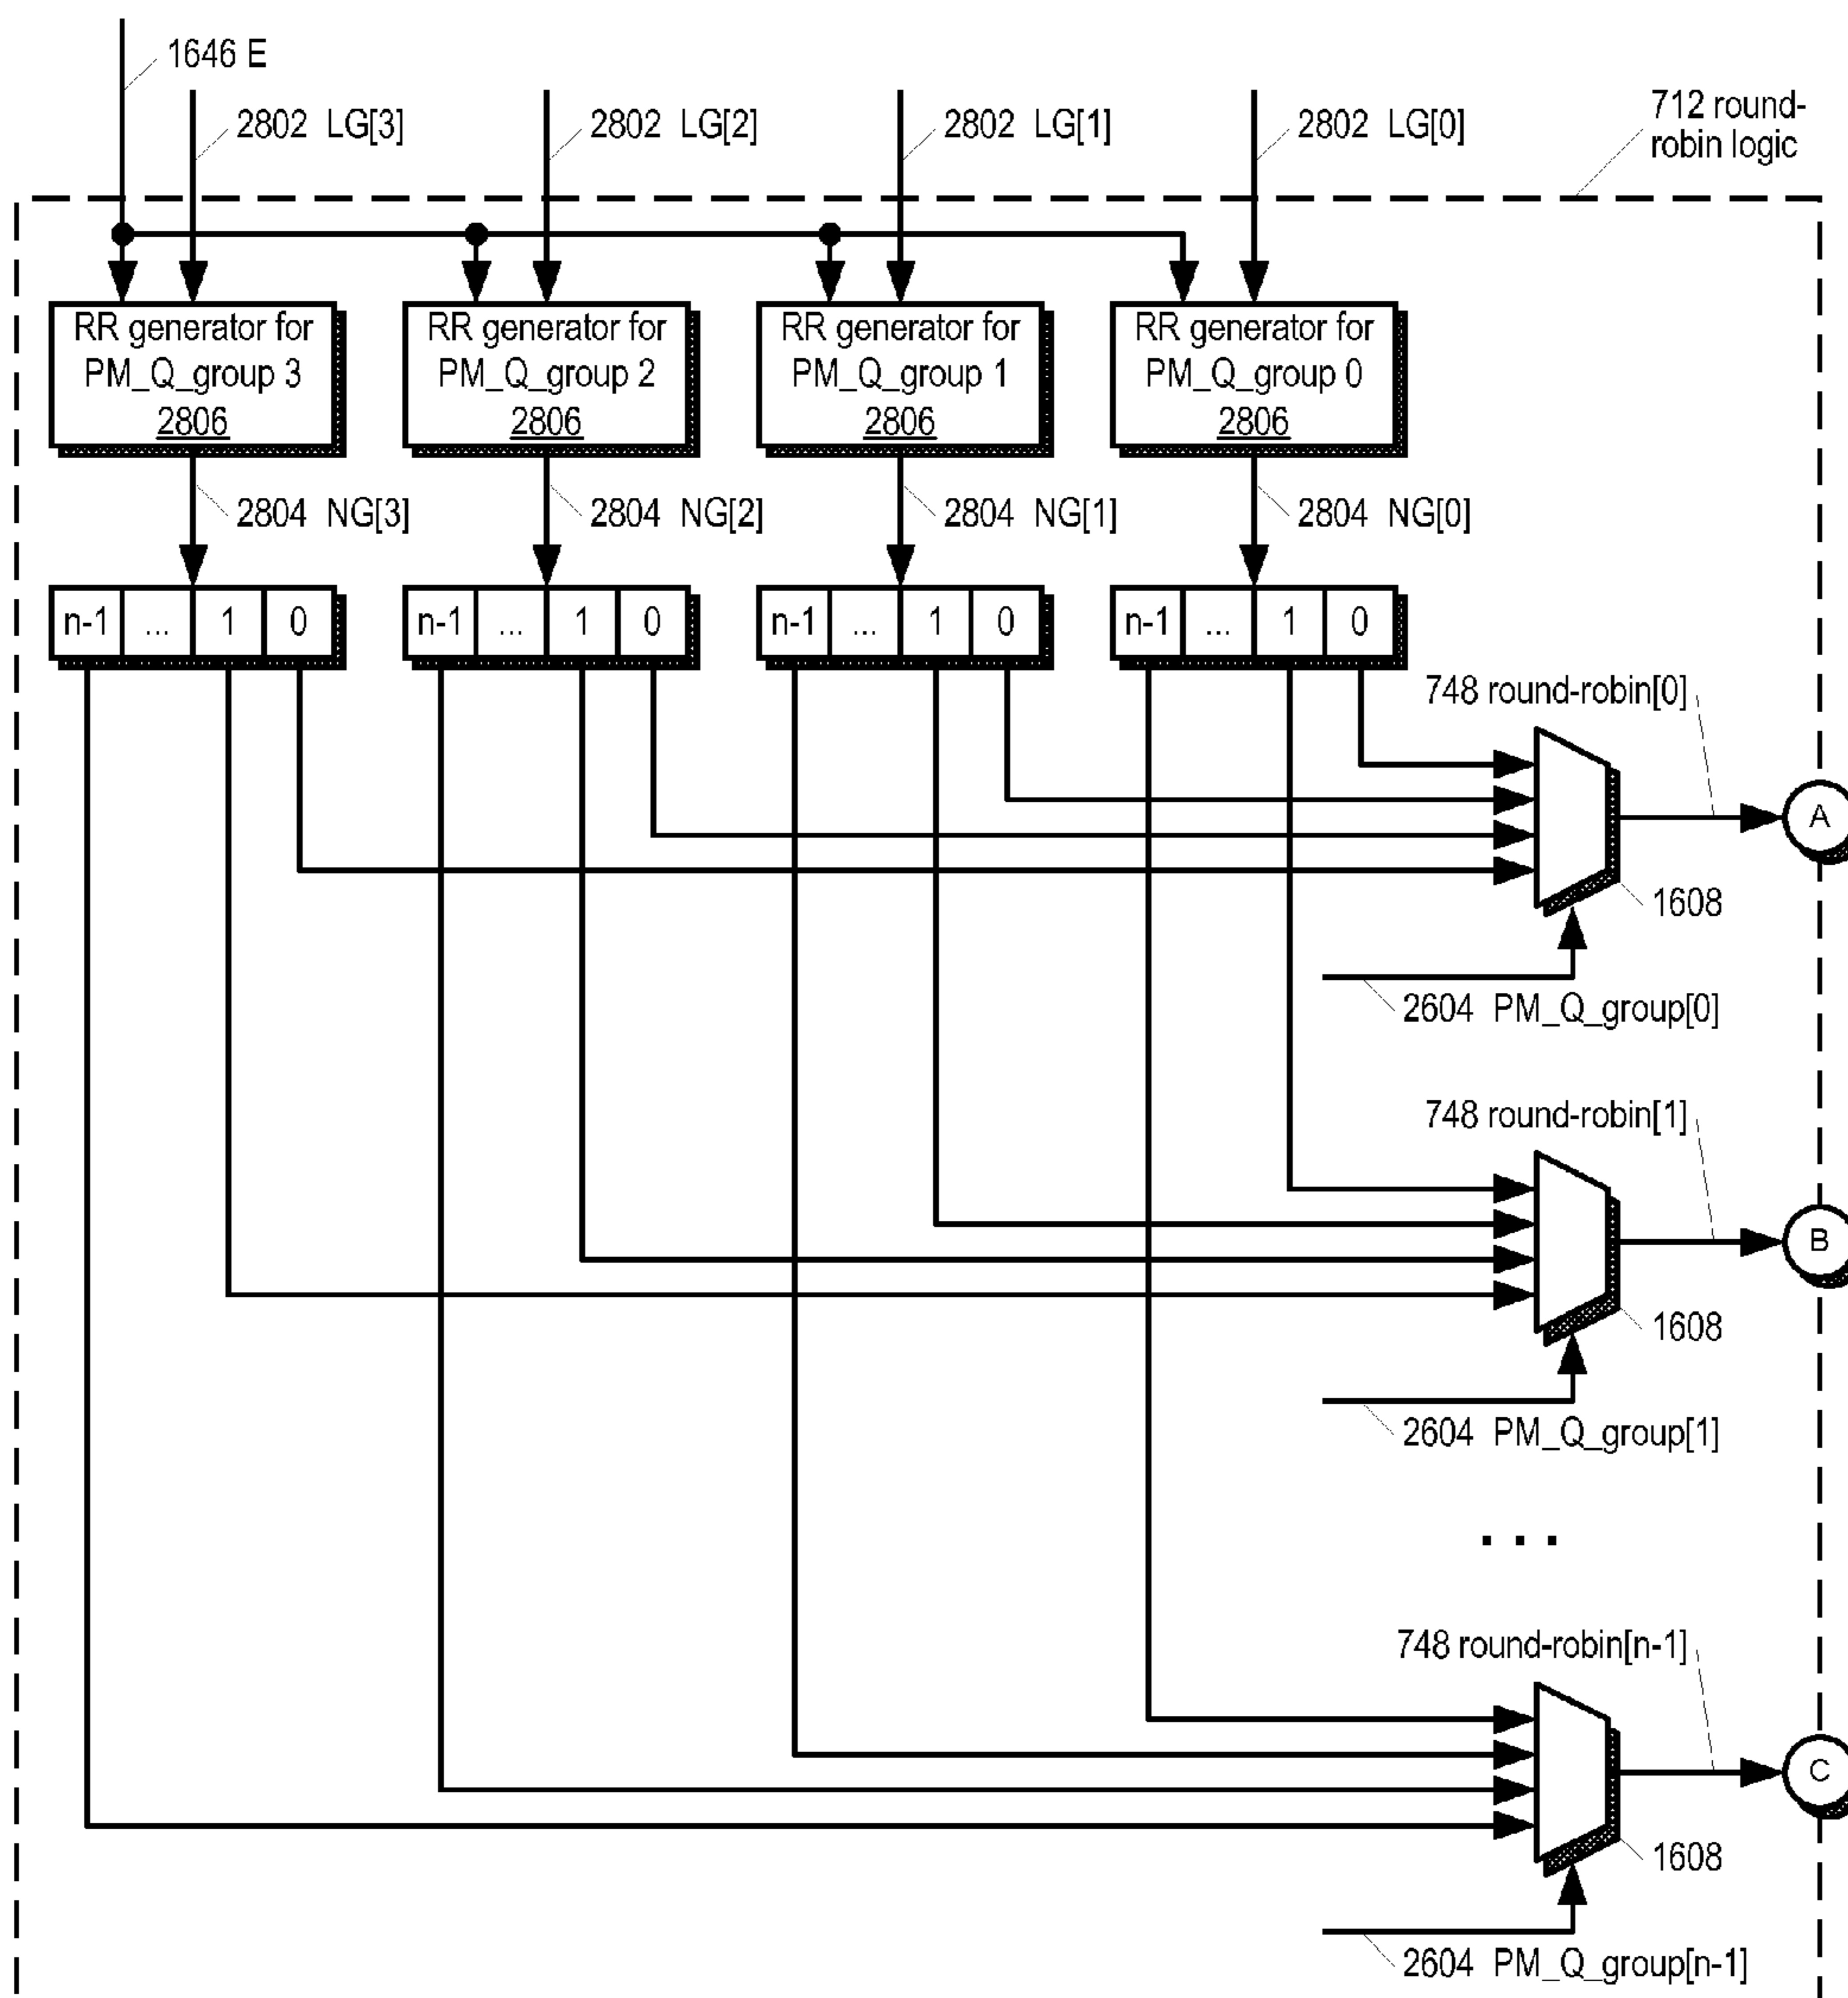 1646 E
2802 LG[3]
2802 LG[2]
2802 LG[1]
2802 LG[0]
712 round-
robin logic
RR generator for
PM_Q_group 3
2806
RR generator for
PM_Q_group 2
2806
RR generator for
PM_Q_group 1
2806
RR generator for
PM_Q_group 0
2806
2804 NG[3]
2804 NG[2]
2804 NG[1]
2804 NG[0]
n-1 ... 1 0
n-1 ... 1 0
n-1 ... 1 0
n-1 ... 1 0
748 round-robin[0]
A
1608
2604 PM_Q_group[0]
748 round-robin[1]
B
1608
2604 PM_Q_group[1]
...
748 round-robin[n-1]
C
1608
2604 PM_Q_group[n-1]